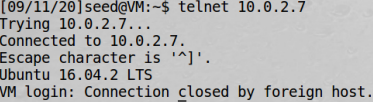 [09/11/20]seed@VM:~$ telnet 10.0.2.7
Trying 10.0.2.7...
Connected to 10.0.2.7.
Escape character is '^]'.
Ubuntu 16.04.2 LTS
VM login: Connection closed by foreign host.